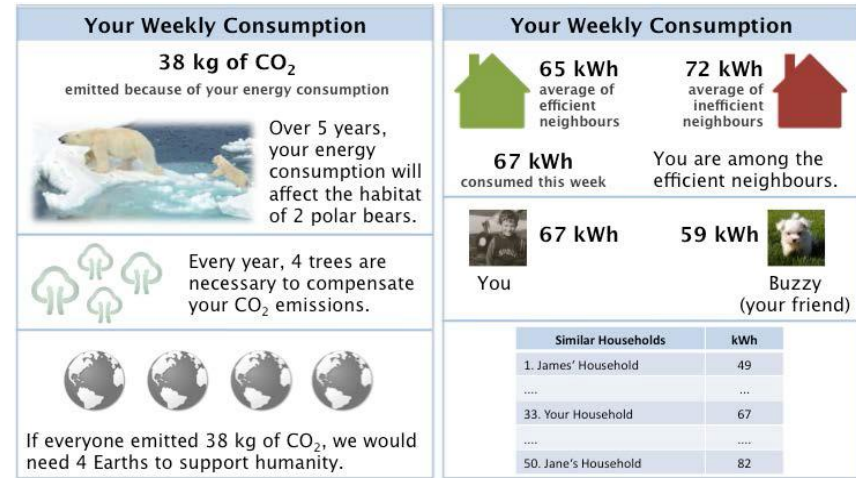 Your Weekly Consumption
38 kg of CO₂
emitted because of your energy consumption
Over 5 years,
your energy
consumption will
affect the habitat
of 2 polar bears.
Every year, 4 trees are
necessary to compensate
your CO₂ emissions.
If everyone emitted 38 kg of CO₂, we would
need 4 Earths to support humanity.
Your Weekly Consumption
65 kWh
average of
efficient
neighbours
72 kWh
average of
inefficient
neighbours
67 kWh
consumed this week
You are among the
efficient neighbours.
67 kWh
You
59 kWh
Buzzy
(your friend)
Similar Households kWh
1. James' Household 49
.... ...
33. Your Household 67
.... ....
50. Jane's Household 82